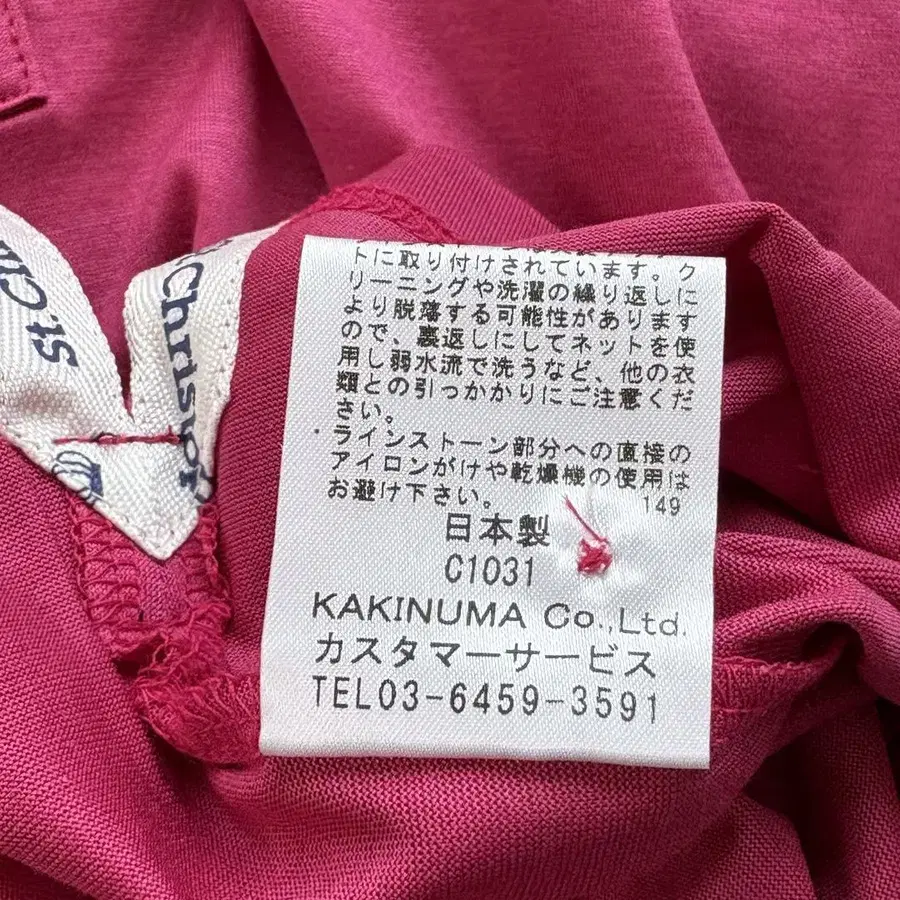 トに取り付けされています。
リーニングや洗濯の繰り返しに
より脱落する可能性があります
ので、裏返しにしてネットを使
用し弱水流で洗うなど、他の衣
類との引っかかりにご注意くだ
さい。
・ラインストーン部分への直接の
アイロンがけや乾燥機の使用は
お避け下さい。
149
日本製
C1031
KAKINUMA Co.,Ltd.
カスタマーサービス
TEL03-6459-3591
St.Ch
Christop